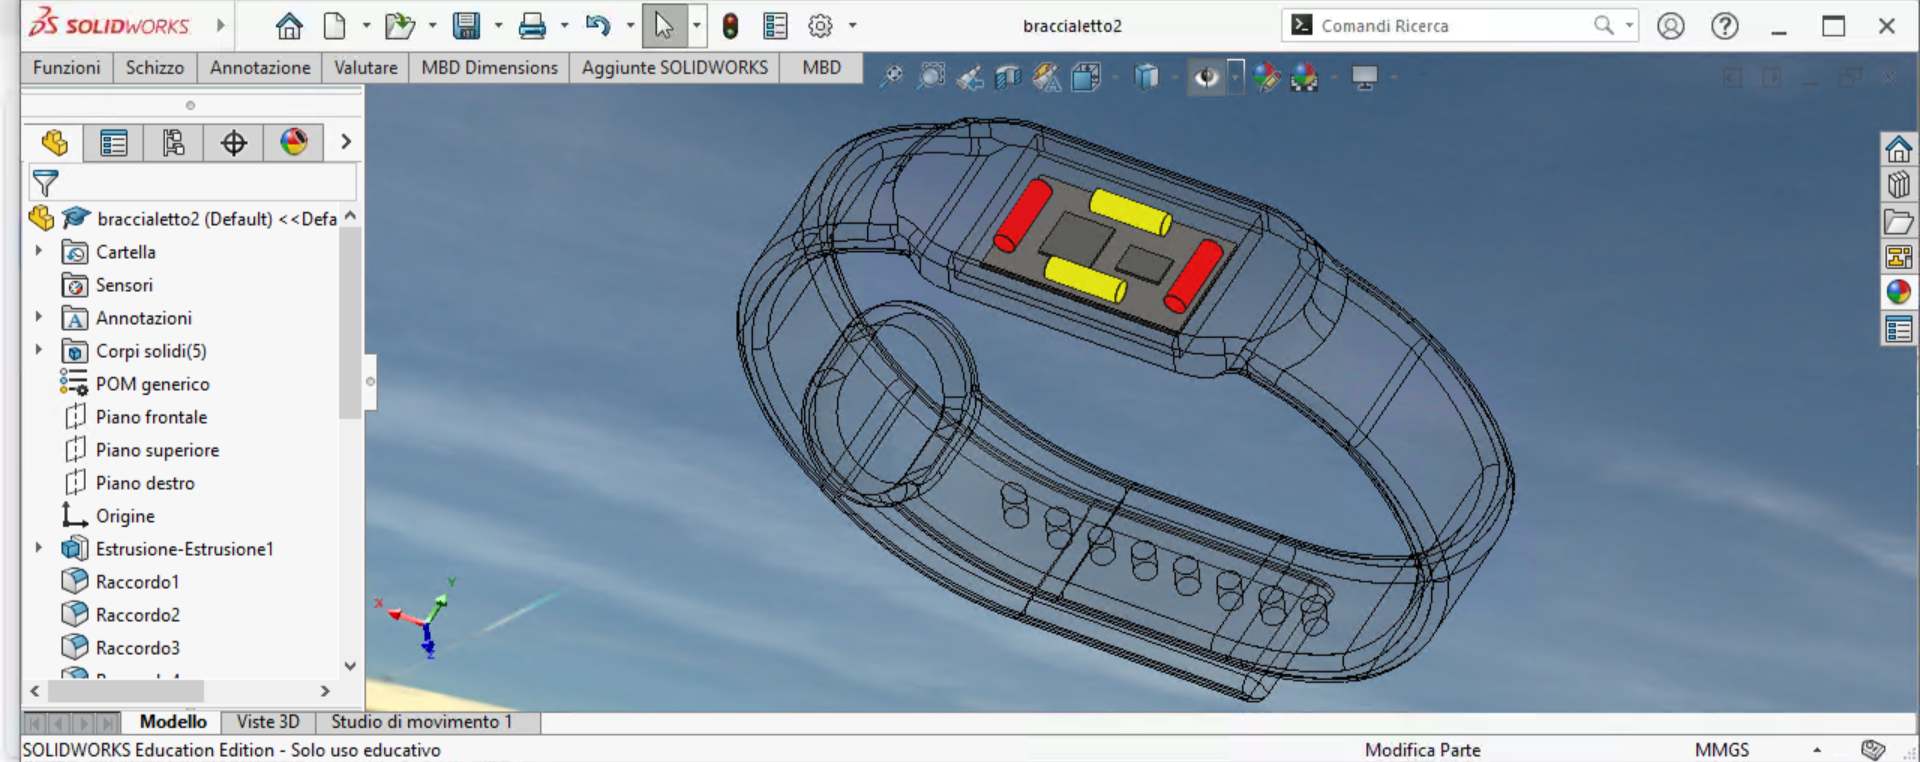 SOLIDWORKS
braccialetto2
Comandi Ricerca
Funzioni
Schizzo
Annotazione
Valutare
MBD Dimensions
Aggiunte SOLIDWORKS
MBD
braccialetto2 (Default) <<Defa
Cartella
Sensori
Annotazioni
Corpi solidi(5)
POM generico
Piano frontale
Piano superiore
Piano destro
Origine
Estrusione-Estrusione1
Raccordo1
Raccordo2
Raccordo3
X
Y
Z
Modello
Viste 3D
Studio di movimento 1
SOLIDWORKS Education Edition - Solo uso educativo
Modifica Parte
MMGS